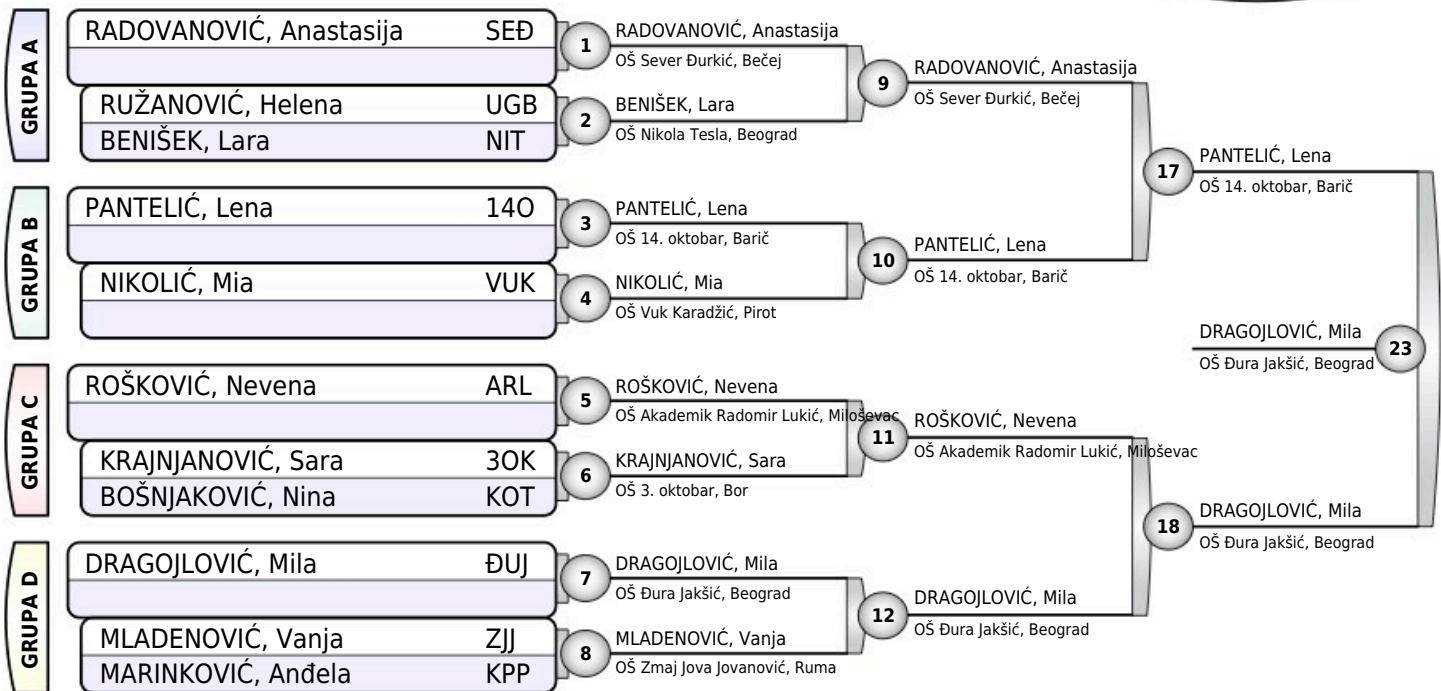 GRUPA A
RADOVANOVIĆ, Anastasija SEĐ
RUŽANOVIĆ, Helena UGB
BENIŠEK, Lara NIT
GRUPA B
PANTELIĆ, Lena 14O
NIKOLIĆ, Mia VUK
GRUPA C
ROŠKOVIĆ, Nevena ARL
KRAJNJANOVIĆ, Sara 3OK
BOŠNJAKOVIĆ, Nina KOT
GRUPA D
DRAGOJLOVIĆ, Mila ĐUJ
MLADENOVIĆ, Vanja ZJJ
MARINKOVIĆ, Anđela KPP
1
RADOVANOVIĆ, Anastasija
OŠ Sever Đurkić, Bečej
2
BENIŠEK, Lara
OŠ Nikola Tesla, Beograd
3
PANTELIĆ, Lena
OŠ 14. oktobar, Barič
4
NIKOLIĆ, Mia
OŠ Vuk Karadžić, Pirot
5
ROŠKOVIĆ, Nevena
OŠ Akademik Radomir Lukić, Miloševac
6
KRAJNJANOVIĆ, Sara
OŠ 3. oktobar, Bor
7
DRAGOJLOVIĆ, Mila
OŠ Đura Jakšić, Beograd
8
MLADENOVIĆ, Vanja
OŠ Zmaj Jova Jovanović, Ruma
9
RADOVANOVIĆ, Anastasija
OŠ Sever Đurkić, Bečej
10
PANTELIĆ, Lena
OŠ 14. oktobar, Barič
11
ROŠKOVIĆ, Nevena
OŠ Akademik Radomir Lukić, Miloševac
12
DRAGOJLOVIĆ, Mila
OŠ Đura Jakšić, Beograd
17
PANTELIĆ, Lena
OŠ 14. oktobar, Barič
18
DRAGOJLOVIĆ, Mila
OŠ Đura Jakšić, Beograd
DRAGOJLOVIĆ, Mila
OŠ Đura Jakšić, Beograd
23